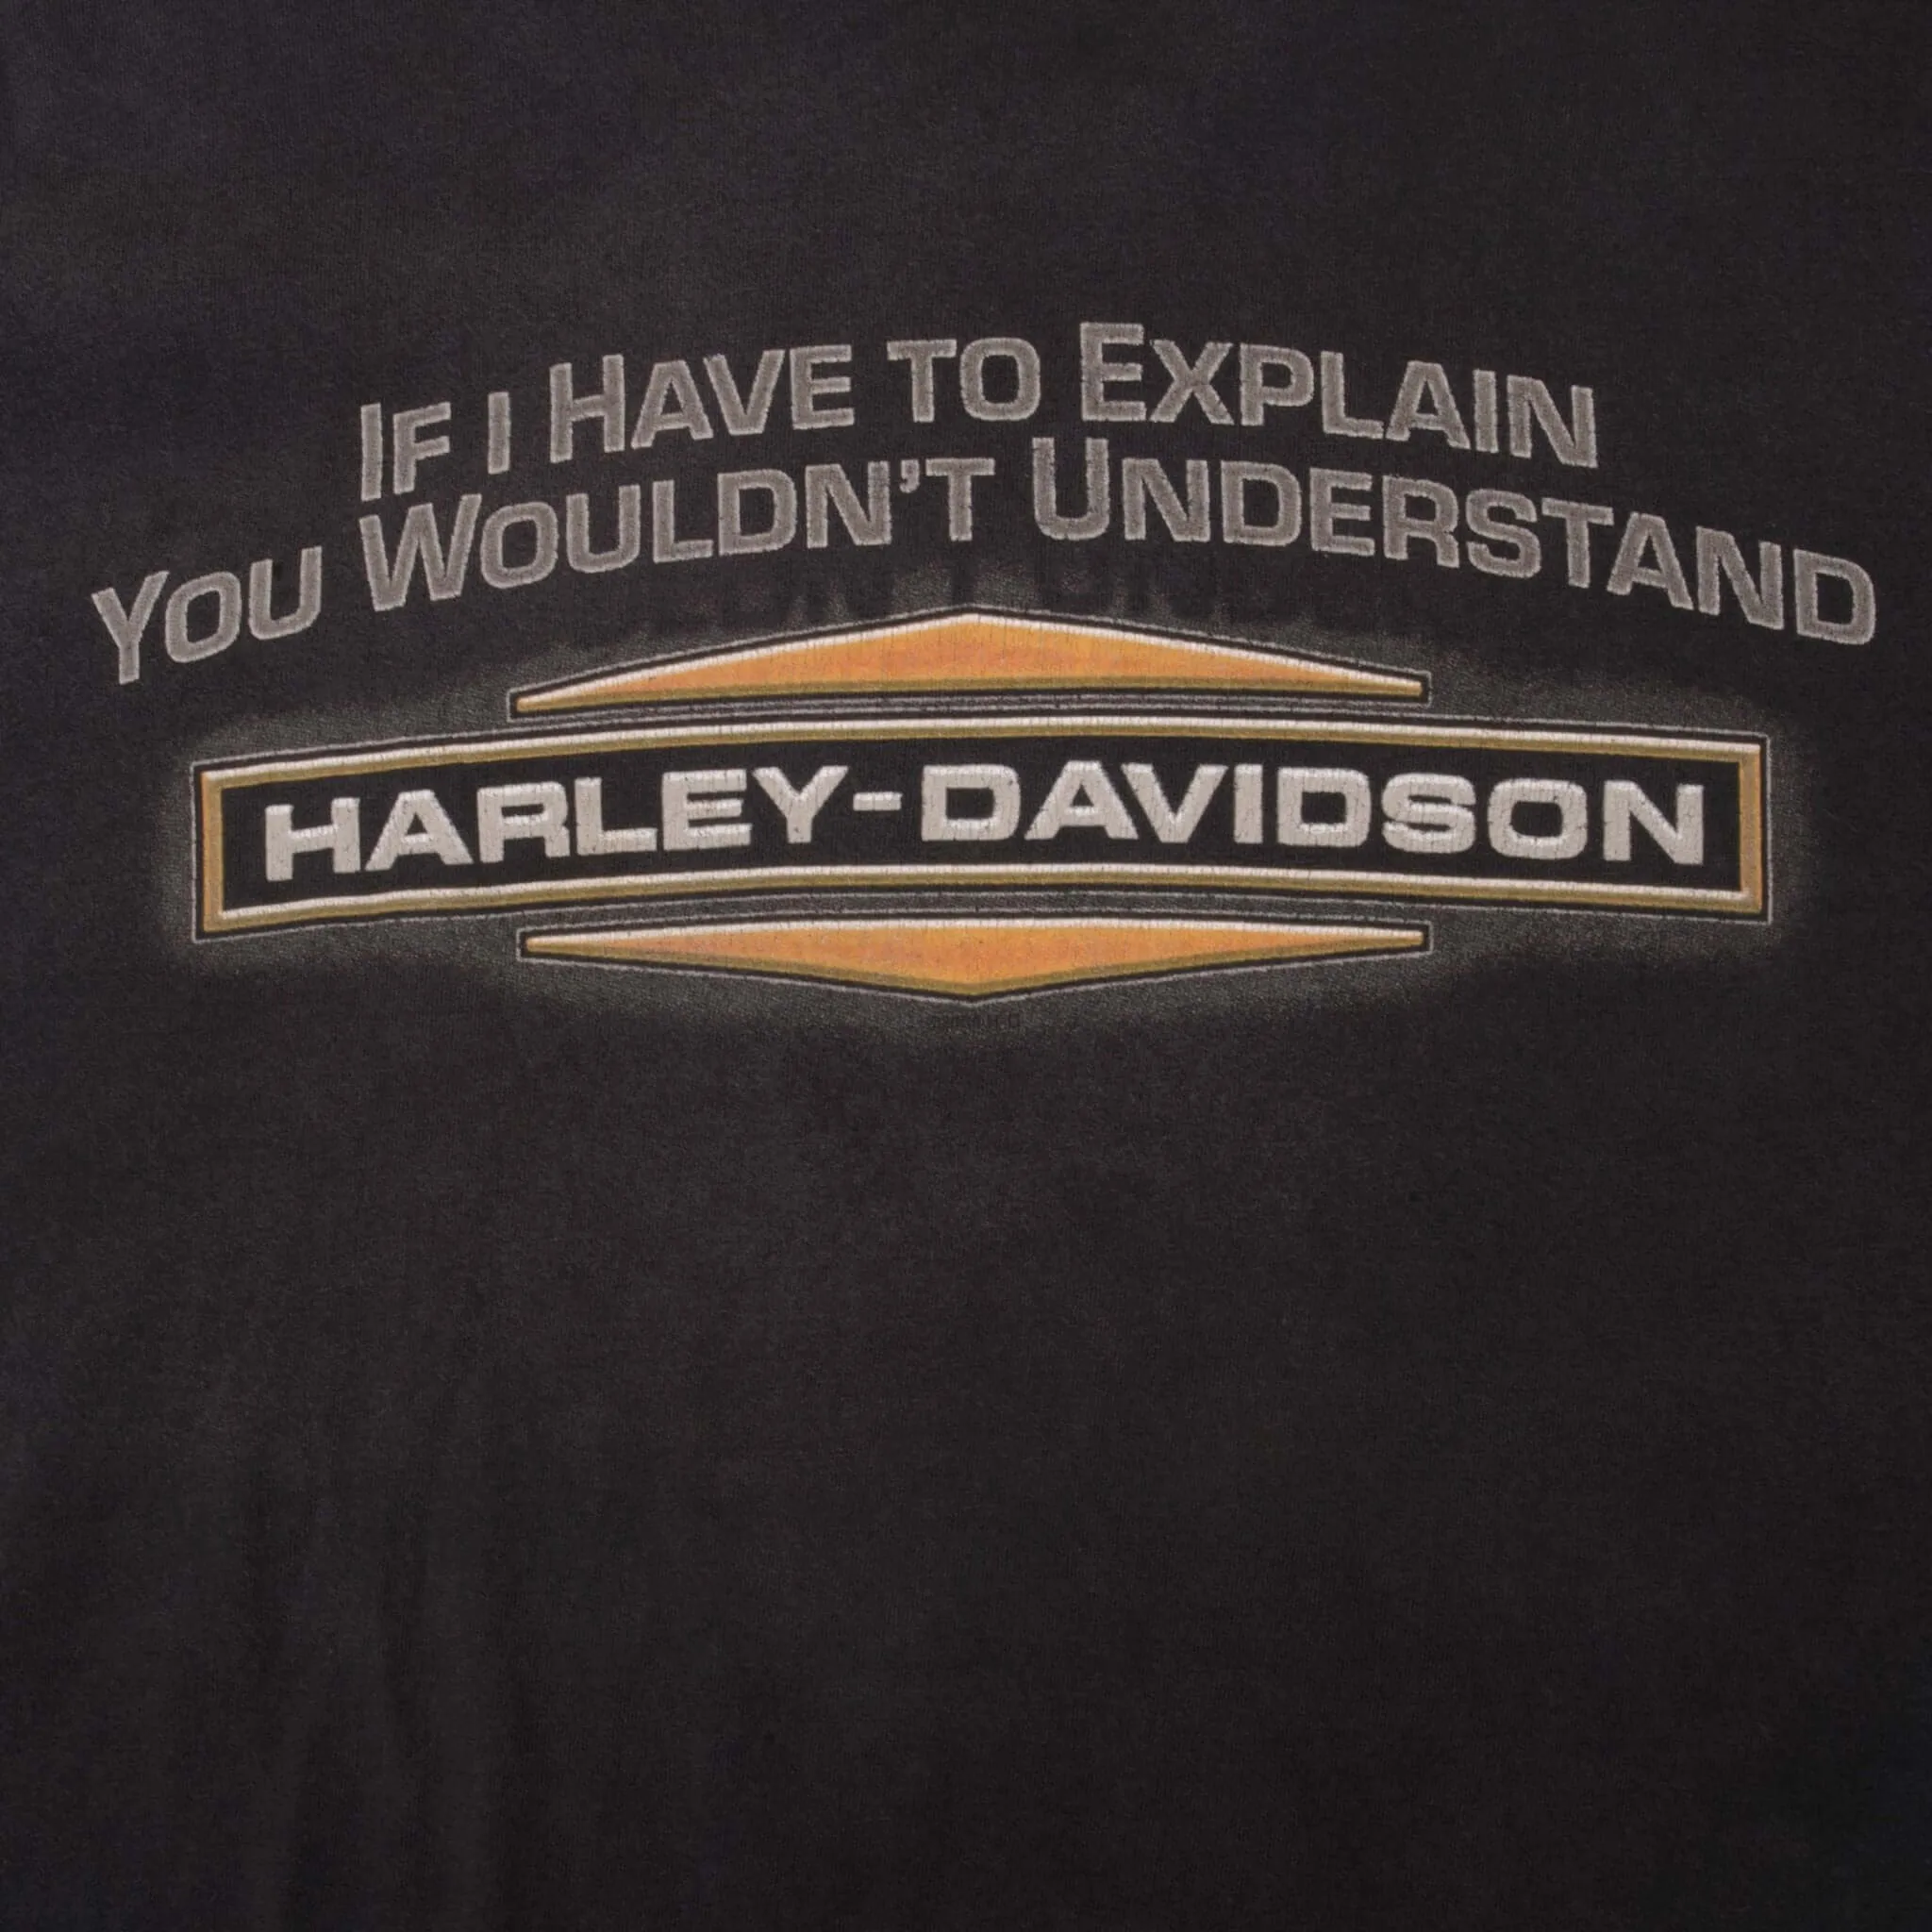 IF I HAVE TO EXPLAIN
YOU WOULDN'T UNDERSTAND
HARLEY-DAVIDSON